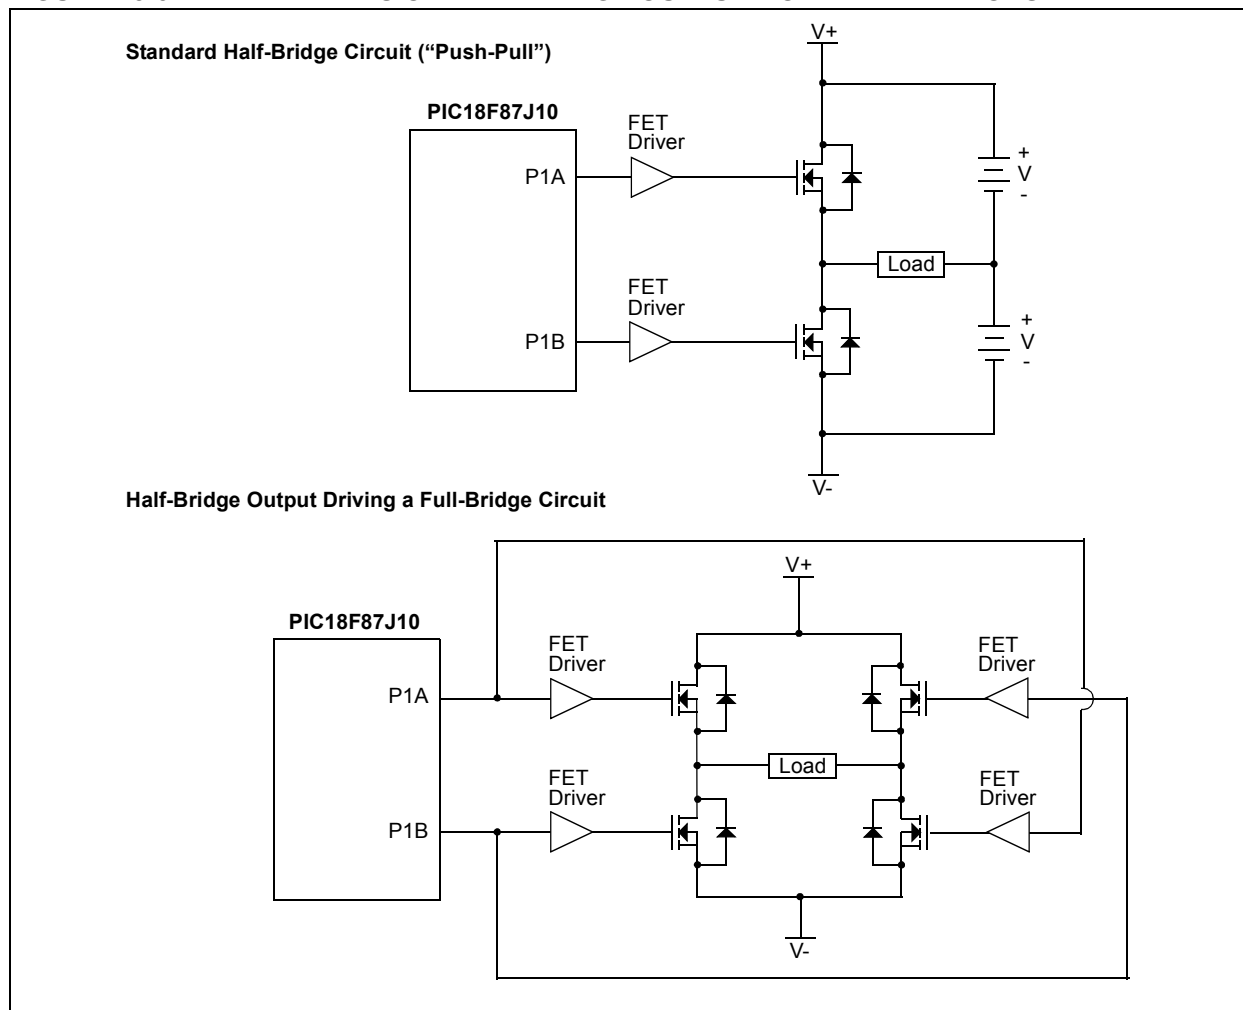 Standard Half-Bridge Circuit (“Push-Pull”)
V+
PIC18F87J10
FET
Driver
P1A
+
V
-
Load
FET
Driver
P1B
+
V
-
V-
Half-Bridge Output Driving a Full-Bridge Circuit
V+
PIC18F87J10
FET
Driver
FET
Driver
P1A
Load
FET
Driver
FET
Driver
P1B
V-